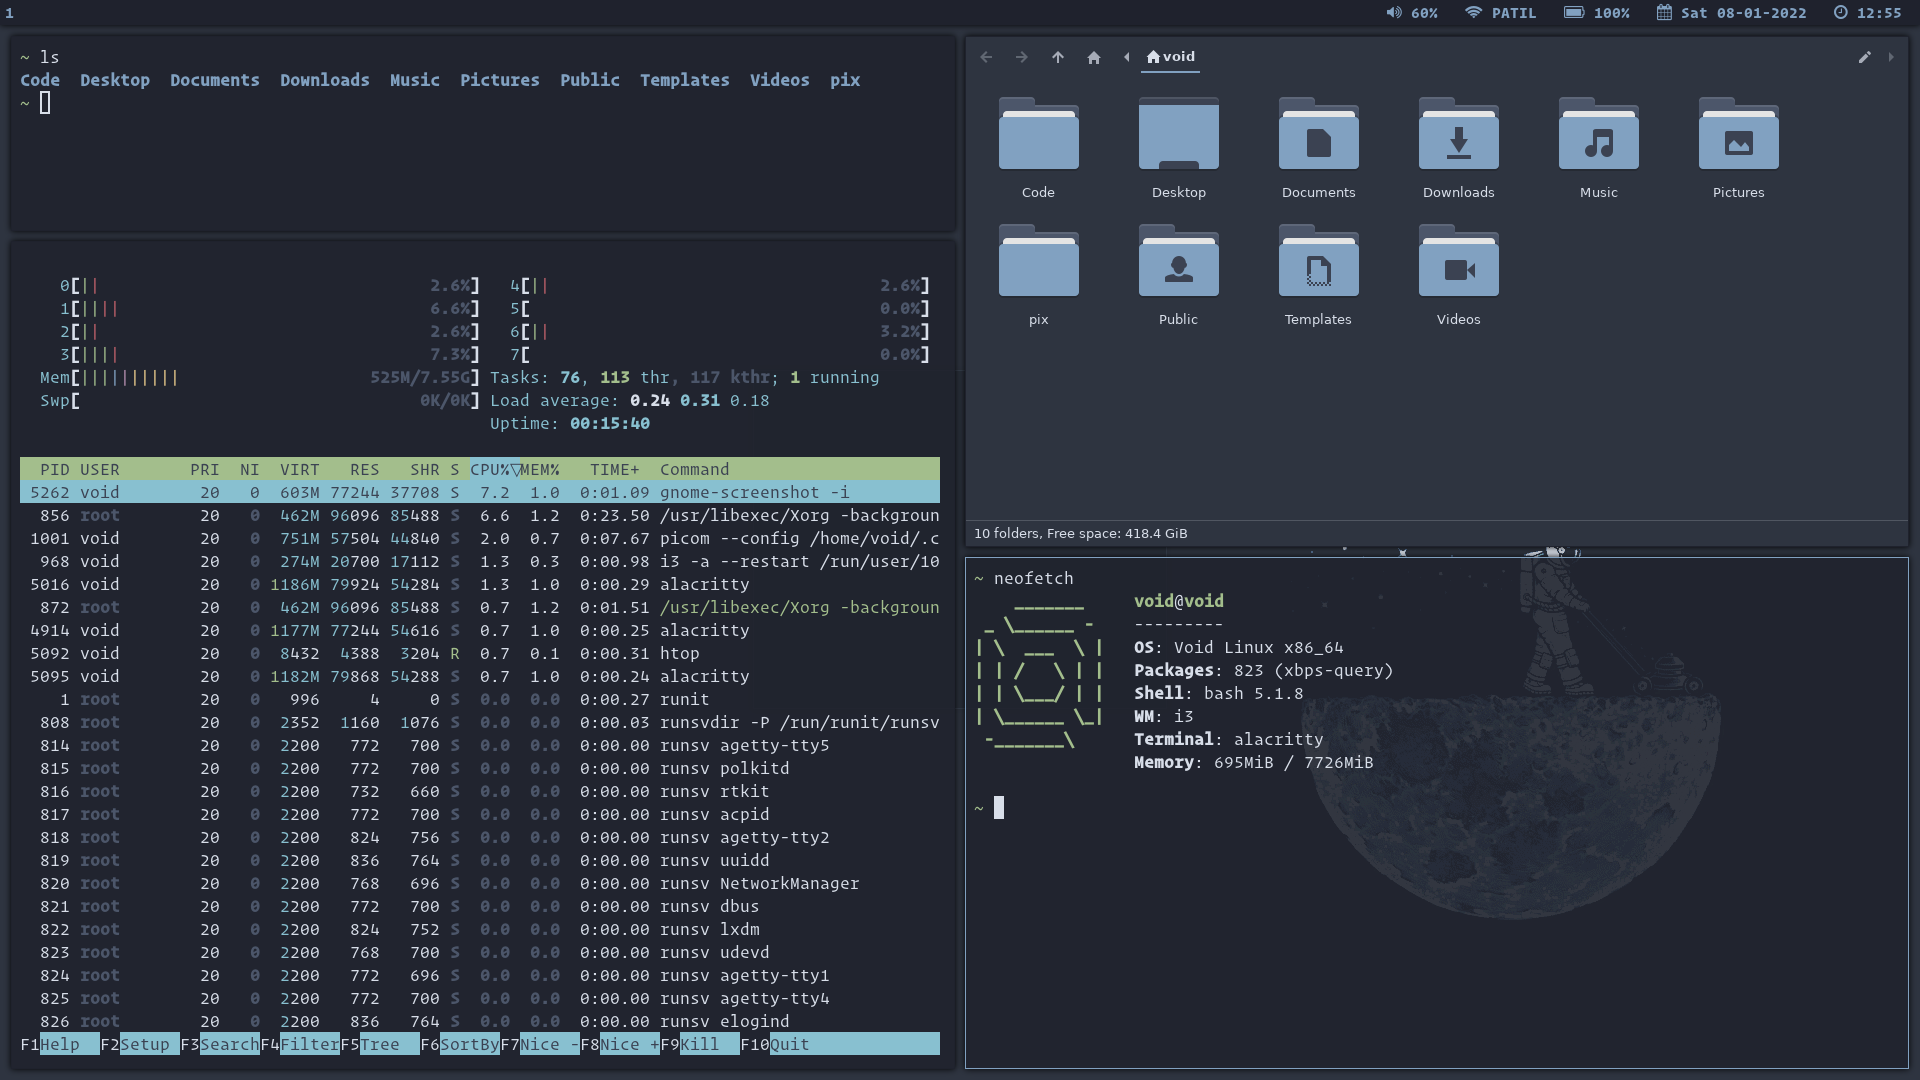 1
60% PATIL 100% Sat 08-01-2022 12:55
~ ls
Code Desktop Documents Downloads Music Pictures Public Templates Videos pix
~
0[|| 2.6%] 4[|| 2.6%]
1[|||| 6.6%] 5[ 0.0%]
2[|| 2.6%] 6[|| 3.2%]
3[|||| 7.3%] 7[ 0.0%]
Mem[|||||||||| 525M/7.55G] Tasks: 76, 113 thr, 117 kthr; 1 running
Swp[ 0K/0K] Load average: 0.24 0.31 0.18
Uptime: 00:15:40
PID USER PRI NI VIRT RES SHR S CPU%▽MEM% TIME+ Command
5262 void 20 0 603M 77244 37708 S 7.2 1.0 0:01.09 gnome-screenshot -i
856 root 20 0 462M 96096 85488 S 6.6 1.2 0:23.50 /usr/libexec/Xorg -backgroun
1001 void 20 0 751M 57504 44840 S 2.0 0.7 0:07.67 picom --config /home/void/.c
968 void 20 0 274M 20700 17112 S 1.3 0.3 0:00.98 i3 -a --restart /run/user/10
5016 void 20 0 1186M 79924 54284 S 1.3 1.0 0:00.29 alacritty
872 root 20 0 462M 96096 85488 S 0.7 1.2 0:01.51 /usr/libexec/Xorg -backgroun
4914 void 20 0 1177M 77244 54616 S 0.7 1.0 0:00.25 alacritty
5092 void 20 0 8432 4388 3204 R 0.7 0.1 0:00.31 htop
5095 void 20 0 1182M 79868 54288 S 0.7 1.0 0:00.24 alacritty
1 root 20 0 996 4 0 S 0.0 0.0 0:00.27 runit
808 root 20 0 2352 1160 1076 S 0.0 0.0 0:00.03 runsvdir -P /run/runit/runsv
814 root 20 0 2200 772 700 S 0.0 0.0 0:00.00 runsv agetty-tty5
815 root 20 0 2200 772 700 S 0.0 0.0 0:00.00 runsv polkitd
816 root 20 0 2200 732 660 S 0.0 0.0 0:00.00 runsv rtkit
817 root 20 0 2200 772 700 S 0.0 0.0 0:00.00 runsv acpid
818 root 20 0 2200 824 756 S 0.0 0.0 0:00.00 runsv agetty-tty2
819 root 20 0 2200 836 764 S 0.0 0.0 0:00.00 runsv uuidd
820 root 20 0 2200 768 696 S 0.0 0.0 0:00.00 runsv NetworkManager
821 root 20 0 2200 772 700 S 0.0 0.0 0:00.00 runsv dbus
822 root 20 0 2200 824 752 S 0.0 0.0 0:00.00 runsv lxdm
823 root 20 0 2200 768 700 S 0.0 0.0 0:00.00 runsv udevd
824 root 20 0 2200 772 696 S 0.0 0.0 0:00.00 runsv agetty-tty1
825 root 20 0 2200 772 700 S 0.0 0.0 0:00.00 runsv agetty-tty4
826 root 20 0 2200 836 764 S 0.0 0.0 0:00.00 runsv elogind
F1Help F2Setup F3SearchF4FilterF5Tree F6SortByF7Nice -F8Nice +F9Kill F10Quit
void
Code Desktop Documents Downloads Music Pictures
pix Public Templates Videos
10 folders, Free space: 418.4 GiB
~ neofetch
void@void
---------
OS: Void Linux x86_64
Packages: 823 (xbps-query)
Shell: bash 5.1.8
WM: i3
Terminal: alacritty
Memory: 695MiB / 7726MiB
~